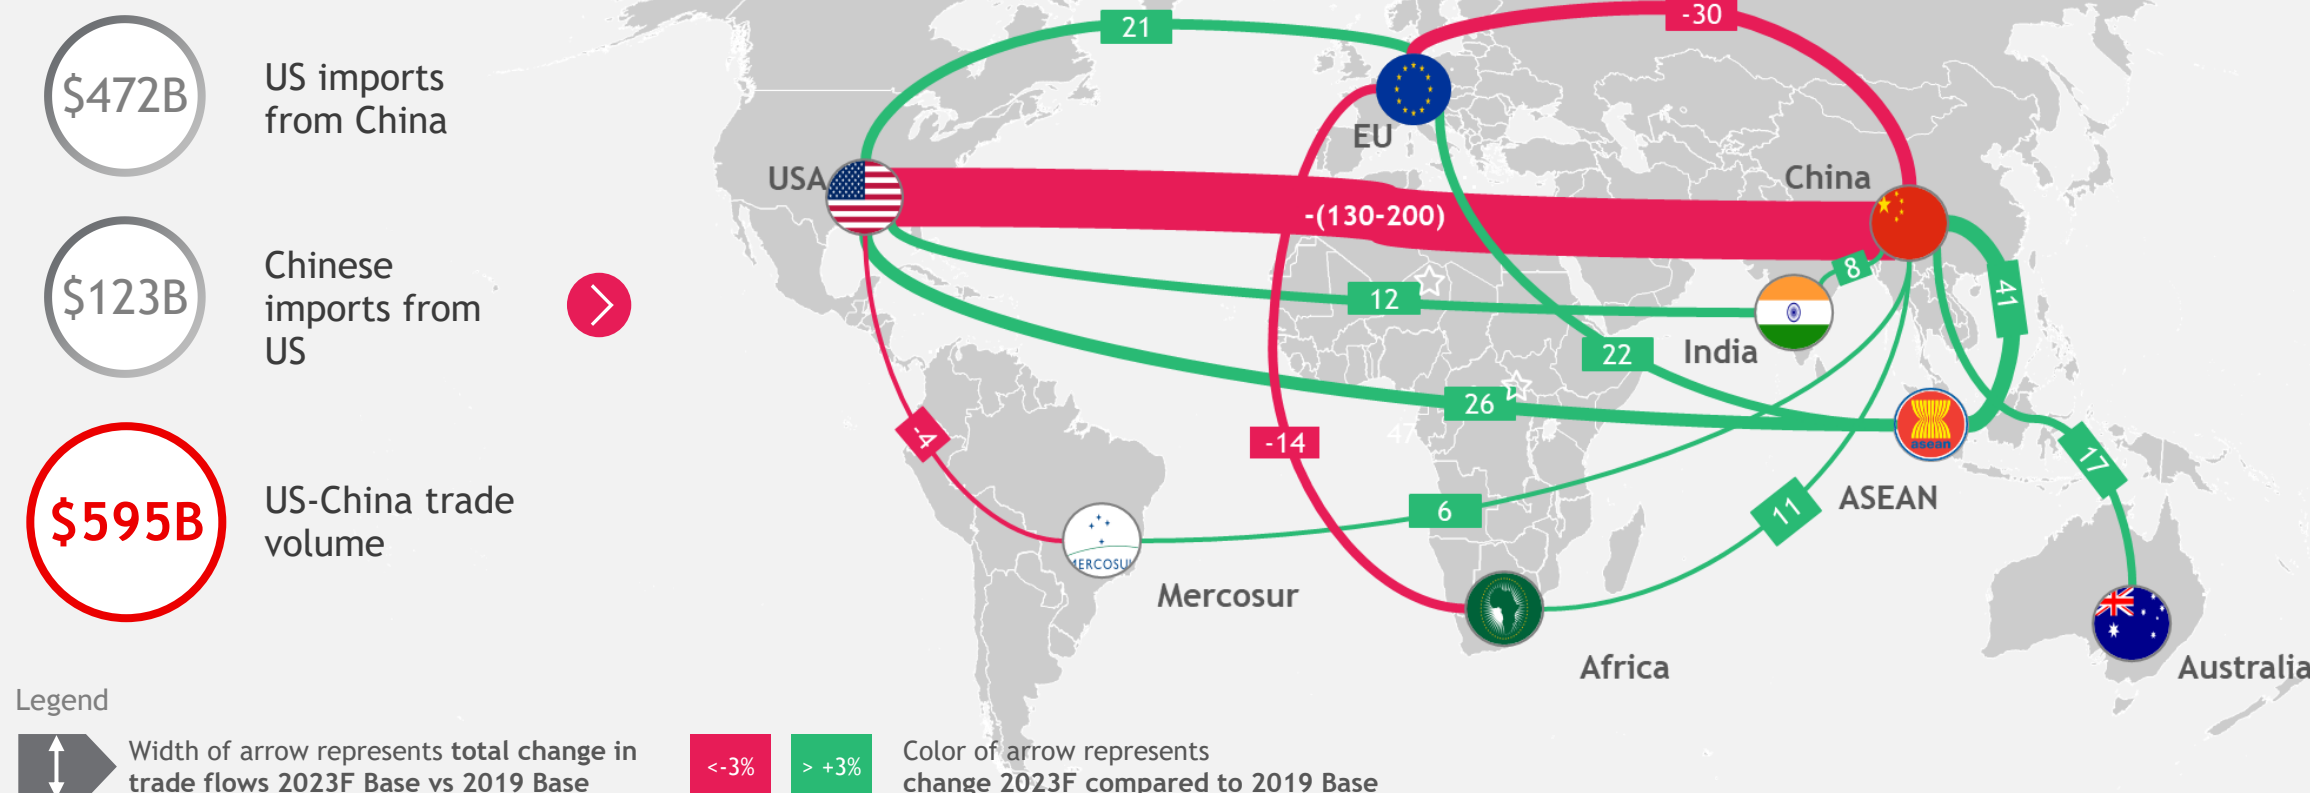 $472B
US imports
from China
$123B
Chinese
imports from
US
$595B
US-China trade
volume
21
-30
EU
USA
China
-(130-200)
8
12
41
India
22
26
47
-4
-14
asean
17
ASEAN
6
11
MERCOSU
Mercosur
Africa
Australia
Legend
Width of arrow represents total change in
trade flows 2023F Base vs 2019 Base
<-3%
> +3%
Color of arrow represents
change 2023F compared to 2019 Base